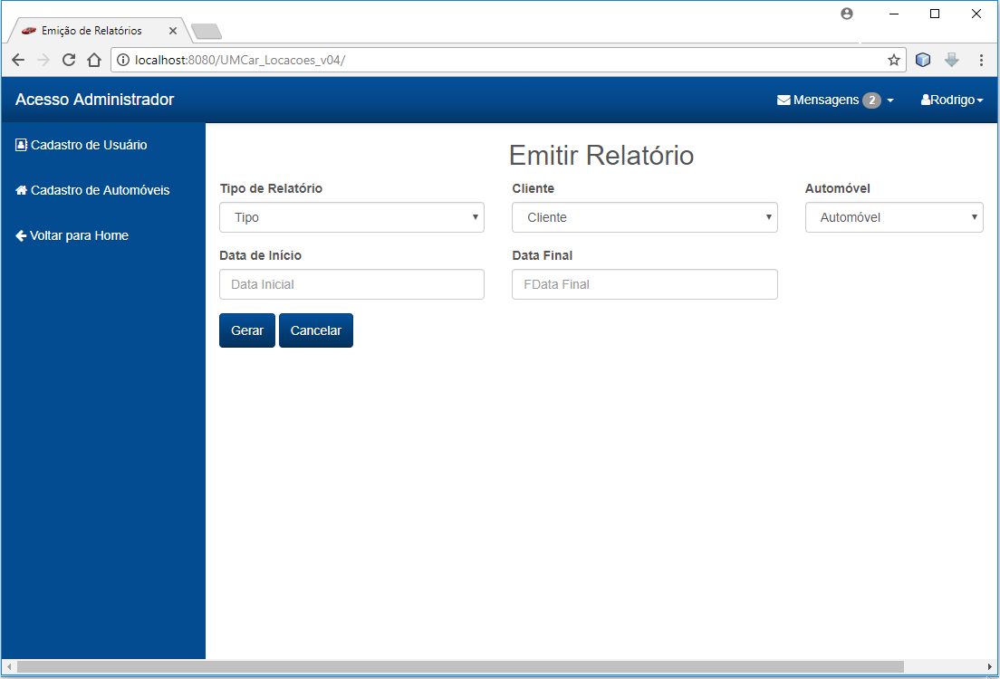 Emição de Relatórios
localhost:8080/UMCar_Locacoes_v04/
Acesso Administrador
Mensagens 2
Rodrigo
Cadastro de Usuário
Cadastro de Automóveis
Voltar para Home
Emitir Relatório
Tipo de Relatório Cliente Automóvel
Tipo Cliente Automóvel
Data de Início Data Final
Data Inicial FData Final
Gerar Cancelar